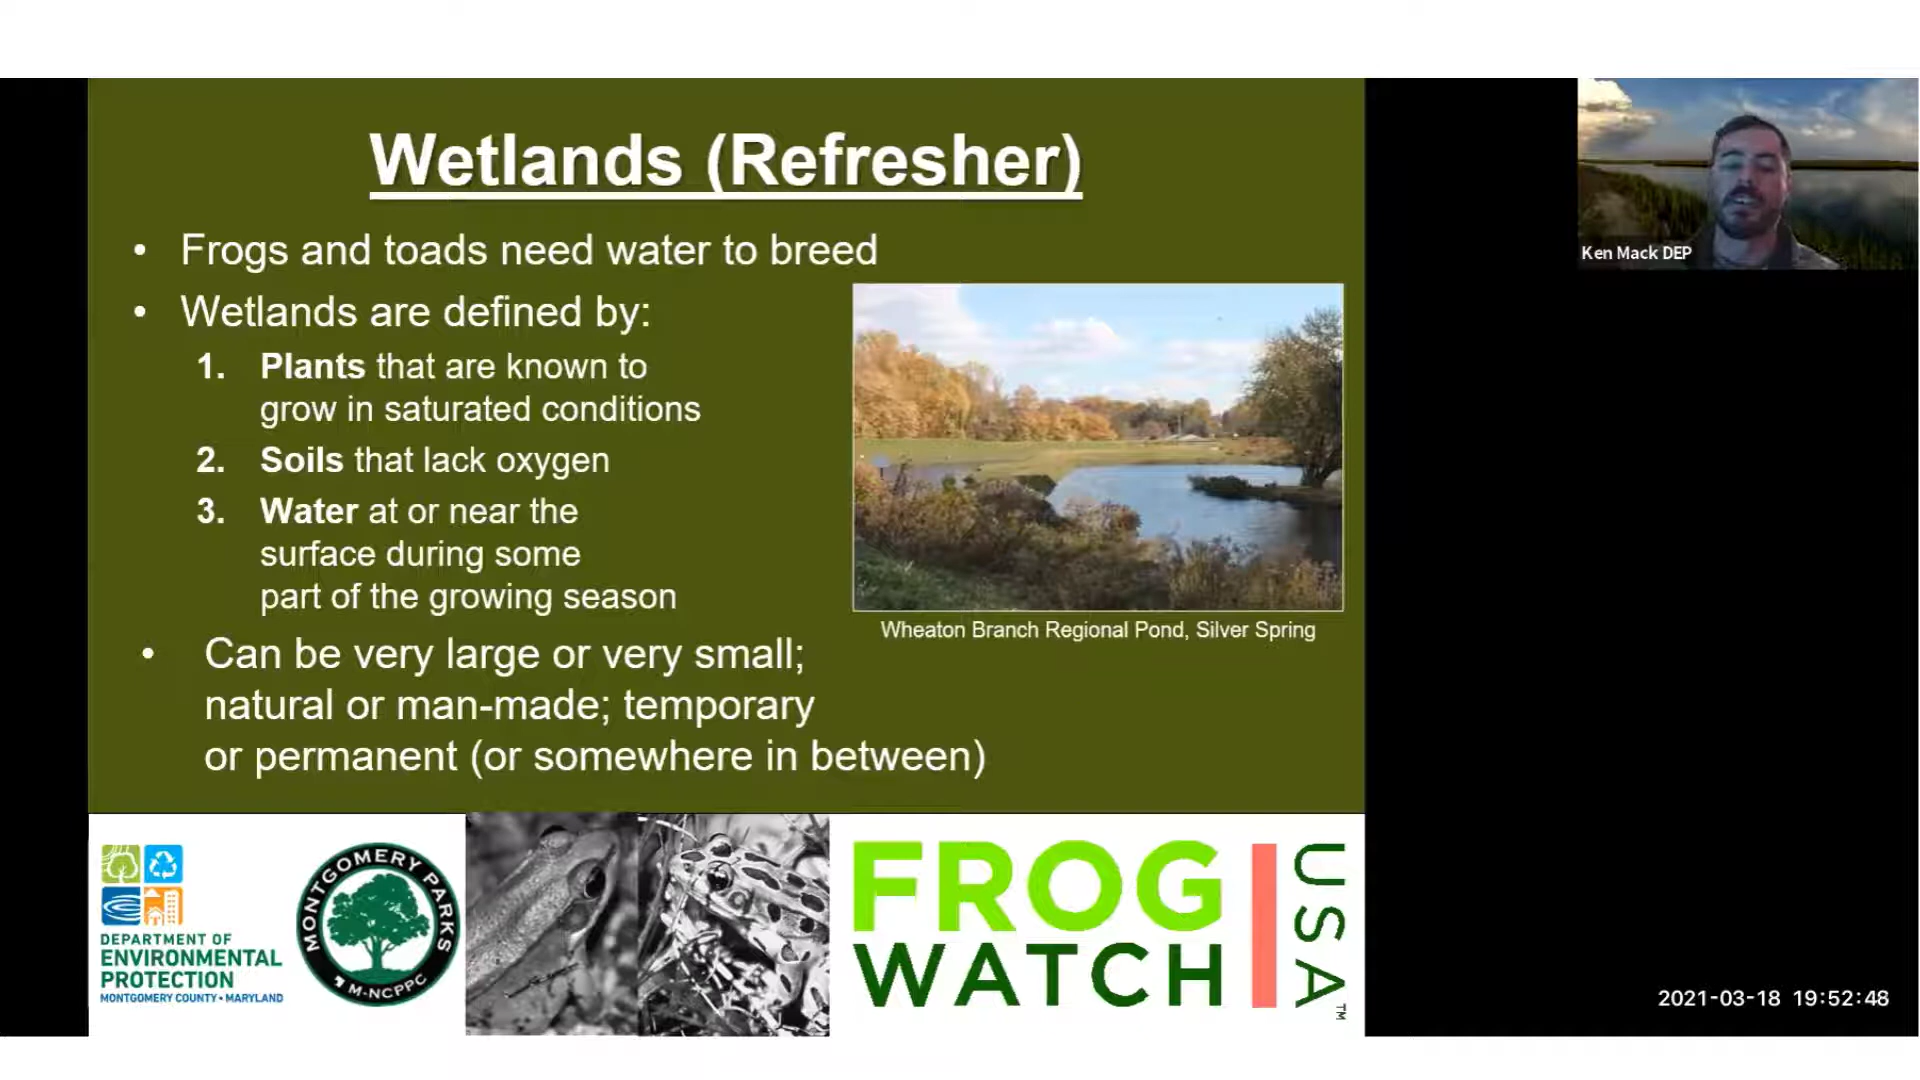 Wetlands (Refresher)
• Frogs and toads need water to breed
• Wetlands are defined by:
1. Plants that are known to
grow in saturated conditions
2. Soils that lack oxygen
3. Water at or near the
surface during some
part of the growing season
• Can be very large or very small;
natural or man-made; temporary
or permanent (or somewhere in between)
Wheaton Branch Regional Pond, Silver Spring
Ken Mack DEP
DEPARTMENT OF
ENVIRONMENTAL
PROTECTION
MONTGOMERY COUNTY • MARYLAND
MONTGOMERY PARKS
M-NCPPC
FROG
WATCH
USA™
2021-03-18 19:52:48